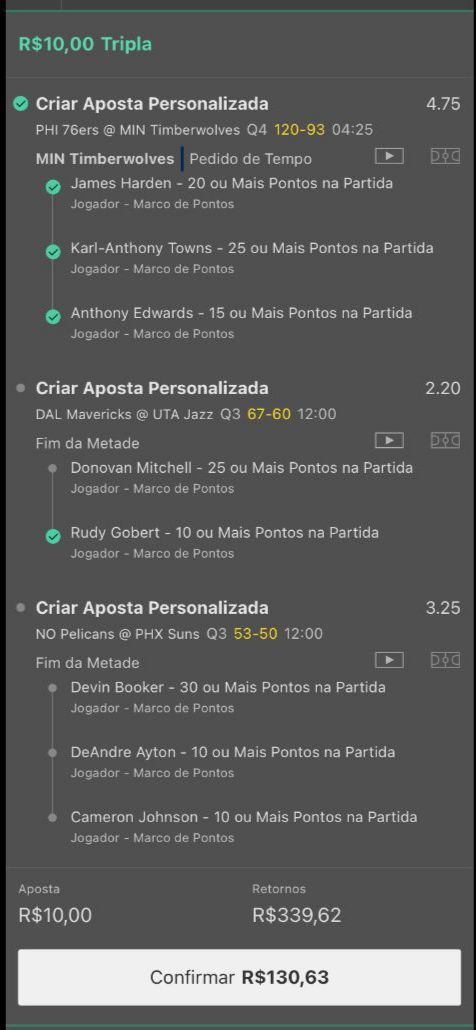 R$10,00 Tripla
Criar Aposta Personalizada 4.75
PHI 76ers @ MIN Timberwolves Q4 120-93 04:25
MIN Timberwolves Pedido de Tempo
James Harden - 20 ou Mais Pontos na Partida
Jogador - Marco de Pontos
Karl-Anthony Towns - 25 ou Mais Pontos na Partida
Jogador - Marco de Pontos
Anthony Edwards - 15 ou Mais Pontos na Partida
Jogador - Marco de Pontos
Criar Aposta Personalizada 2.20
DAL Mavericks @ UTA Jazz Q3 67-60 12:00
Fim da Metade
Donovan Mitchell - 25 ou Mais Pontos na Partida
Jogador - Marco de Pontos
Rudy Gobert - 10 ou Mais Pontos na Partida
Jogador - Marco de Pontos
Criar Aposta Personalizada 3.25
NO Pelicans @ PHX Suns Q3 53-50 12:00
Fim da Metade
Devin Booker - 30 ou Mais Pontos na Partida
Jogador - Marco de Pontos
DeAndre Ayton - 10 ou Mais Pontos na Partida
Jogador - Marco de Pontos
Cameron Johnson - 10 ou Mais Pontos na Partida
Jogador - Marco de Pontos
Aposta Retornos
R$10,00 R$339,62
Confirmar R$130,63